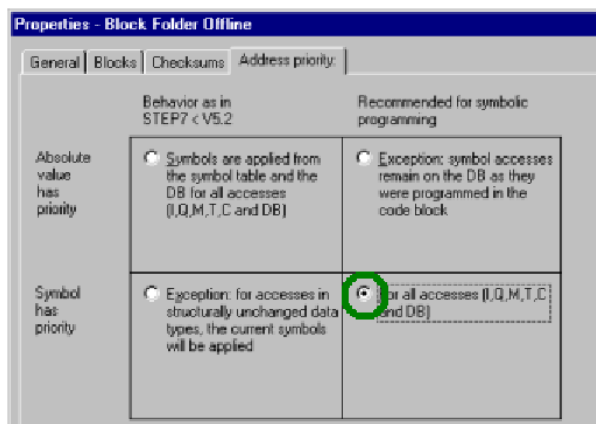 Properties - Block Folder Offline
General Blocks Checksums Address priority:
Behavior as in
STEP7 < V5.2
Recommended for symbolic
programming
Absolute
value
has
priority
Symbols are applied from
the symbol table and the
DB for all accesses
(I,Q,M,T,C and DB)
Exception: symbol accesses
remain on the DB as they
were programmed in the
code block
Symbol
has
priority
Exception: for accesses in
structurally unchanged data
types, the current symbols
will be applied
For all accesses (I,Q,M,T,C
and DB)